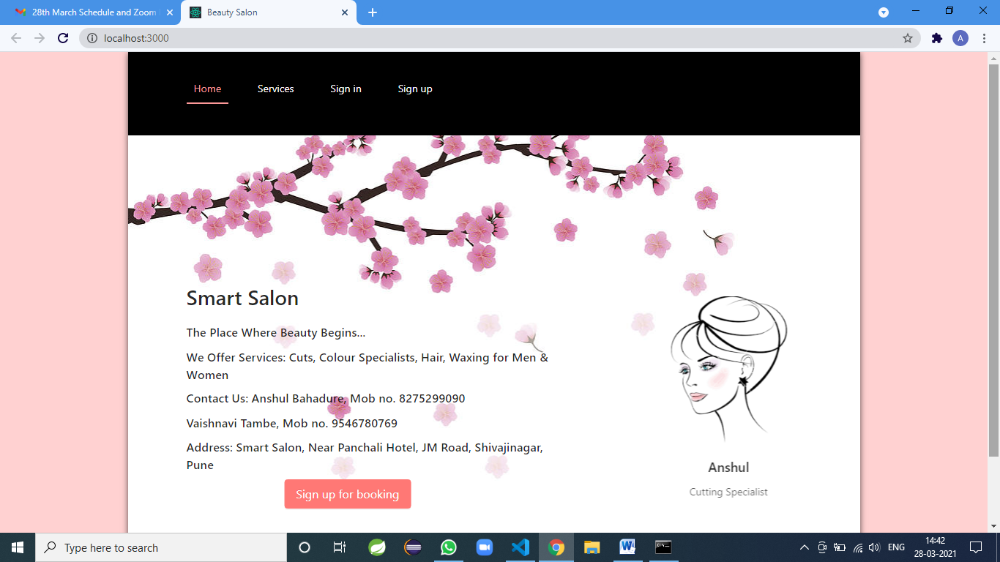 28th March Schedule and Zoom
Beauty Salon
localhost:3000
A
Home Services Sign in Sign up
Smart Salon
The Place Where Beauty Begins...
We Offer Services: Cuts, Colour Specialists, Hair, Waxing for Men &
Women
Contact Us: Anshul Bahadure, Mob no. 8275299090
Vaishnavi Tambe, Mob no. 9546780769
Address: Smart Salon, Near Panchali Hotel, JM Road, Shivajinagar,
Pune
Sign up for booking
Anshul
Cutting Specialist
Type here to search
ENG
14:42
28-03-2021